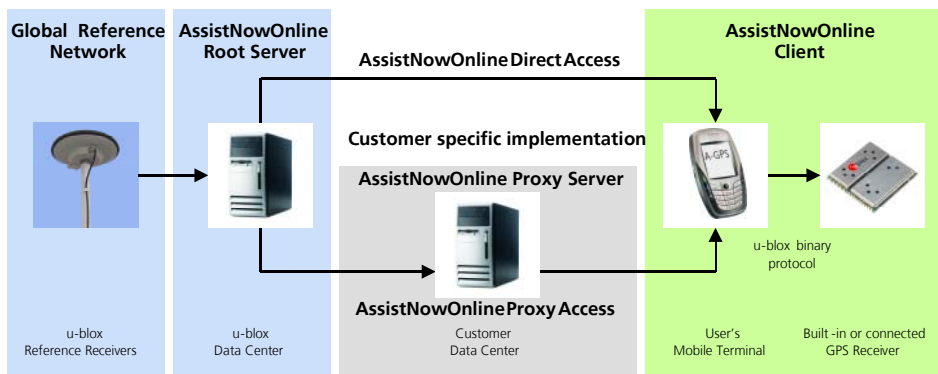 Global Reference
Network
AssistNowOnline
Root Server
AssistNowOnline Direct Access
AssistNowOnline
Client
Customer specific implementation
AssistNowOnline Proxy Server
A-GPS
u-blox binary
protocol
AssistNowOnline Proxy Access
u-blox
Reference Receivers
u-blox
Data Center
Customer
Data Center
User's
Mobile Terminal
Built-in or connected
GPS Receiver